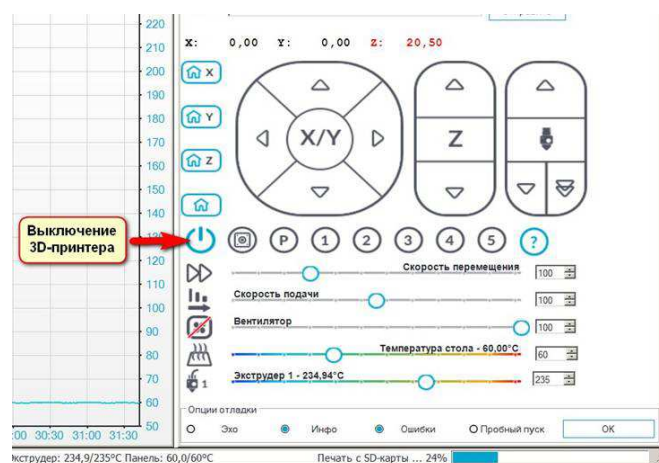 220
X: 0,00 Y: 0,00 Z: 20,50
210
200
X
190
180
Y
170
X/Y
Z
160
Z
150
140
Выключение
3D-принтера
P 1 2 3 4 5 ?
120
Скорость перемещения 100
110
Скорость подачи 100
100
Вентилятор 100
90
Температура стола - 60,00°C 60
80
Экструдер 1 - 234,94°C 235
1
70
60
Опции отладки
50
Эхо Инфо Ошибки Пробный пуск OK
:00 30:30 31:00 31:30
кструдер: 234,9/235°C Панель: 60,0/60°C Печать с SD-карты ... 24%